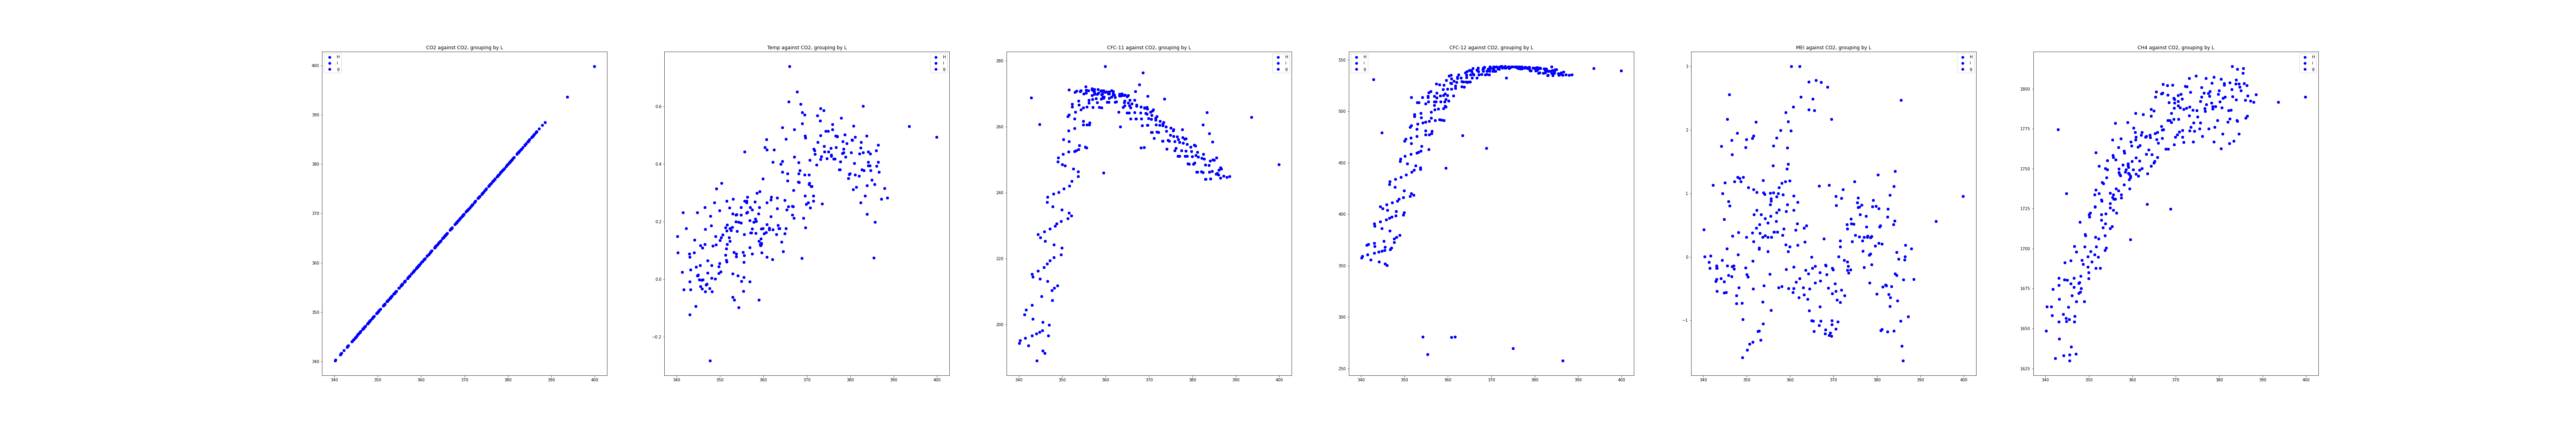 CO2 against CO2, grouping by L
H
i
g
400
390
380
370
360
350
340
340 350 360 370 380 390 400
Temp against CO2, grouping by L
H
i
g
0.6
0.4
0.2
0.0
−0.2
340 350 360 370 380 390 400
CFC-11 against CO2, grouping by L
H
i
g
280
260
240
220
200
340 350 360 370 380 390 400
CFC-12 against CO2, grouping by L
H
i
g
550
500
450
400
350
300
250
340 350 360 370 380 390 400
MEI against CO2, grouping by L
H
i
g
3
2
1
0
−1
340 350 360 370 380 390 400
CH4 against CO2, grouping by L
H
i
g
1800
1775
1750
1725
1700
1675
1650
1625
340 350 360 370 380 390 400